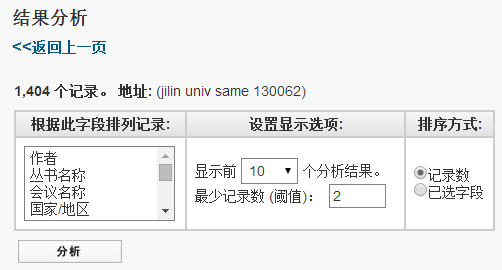 结果分析
<<返回上一页
1,404 个记录。 地址: (jilin univ same 130062)
根据此字段排列记录:
设置显示选项:
排序方式:
作者
丛书名称
会议名称
国家/地区
显示前 10 个分析结果。
最少记录数 (阈值)： 2
记录数
已选字段
分析